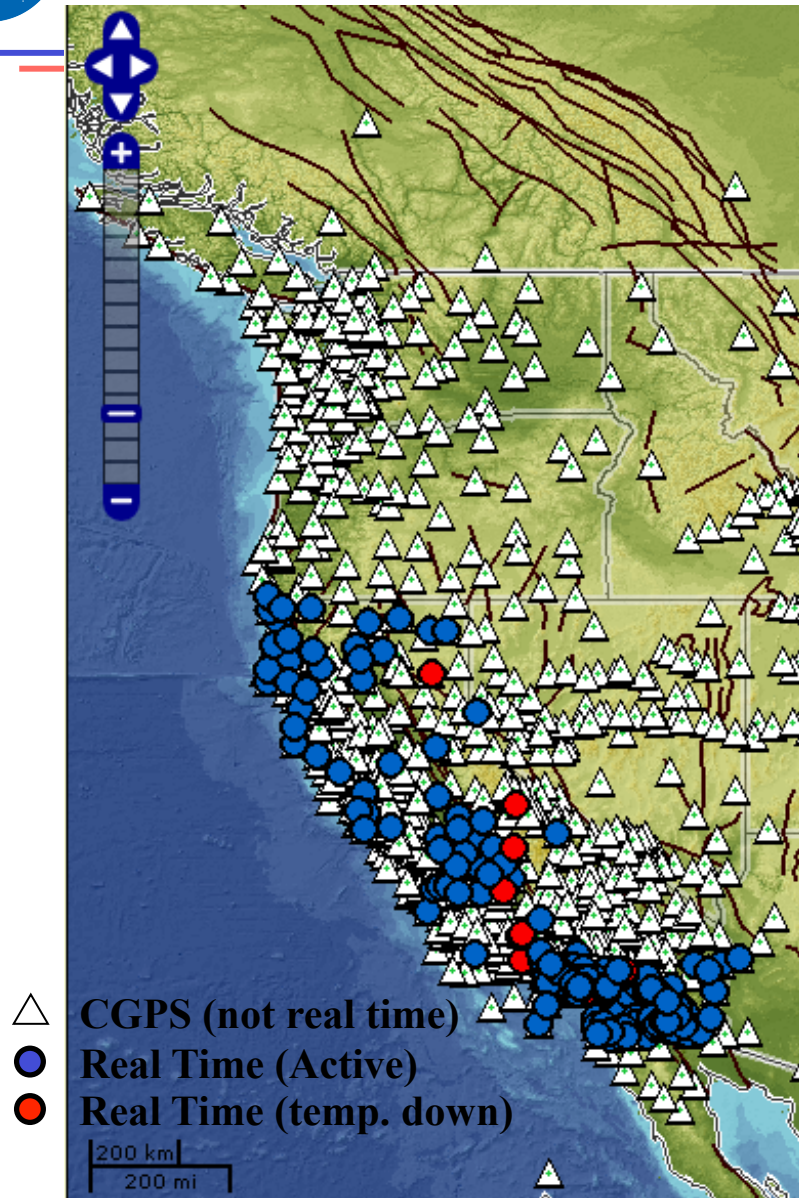 CGPS (not real time)
Real Time (Active)
Real Time (temp. down)
200 km
200 mi